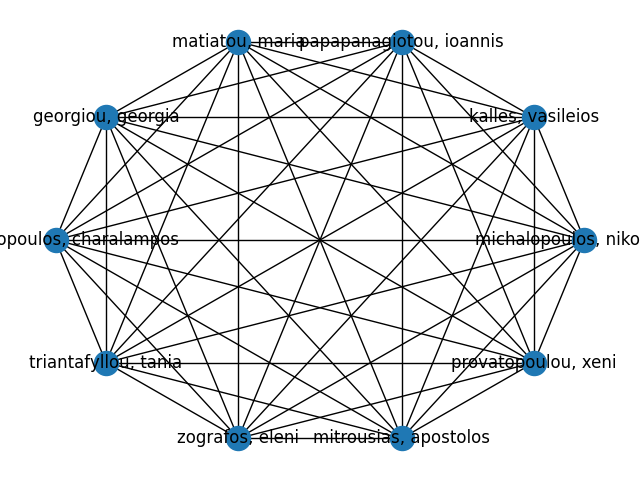 matiatou, maria
papapanagiotou, ioannis
georgiou, georgia
kalles, vasileios
opoulos, charalampos
michalopoulos, niko
triantafyllou, tania
provatopoulou, xeni
zografos, eleni
mitrousias, apostolos